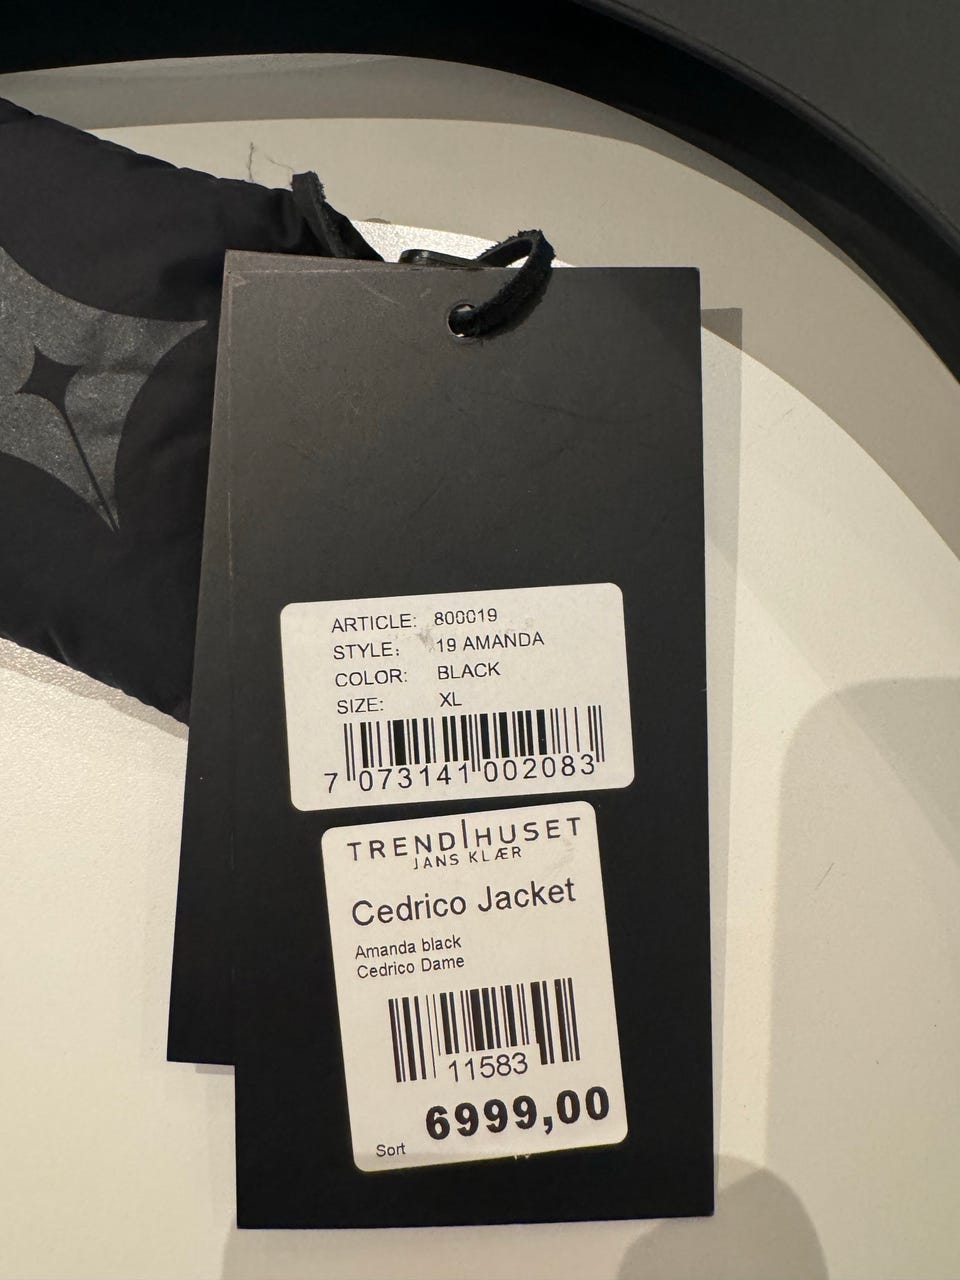 ARTICLE: 800019
STYLE: 19 AMANDA
COLOR: BLACK
SIZE: XL
7 073141 002083
TREND|HUSET
JANS KLÆR
Cedrico Jacket
Amanda black
Cedrico Dame
11583
6999,00
Sort